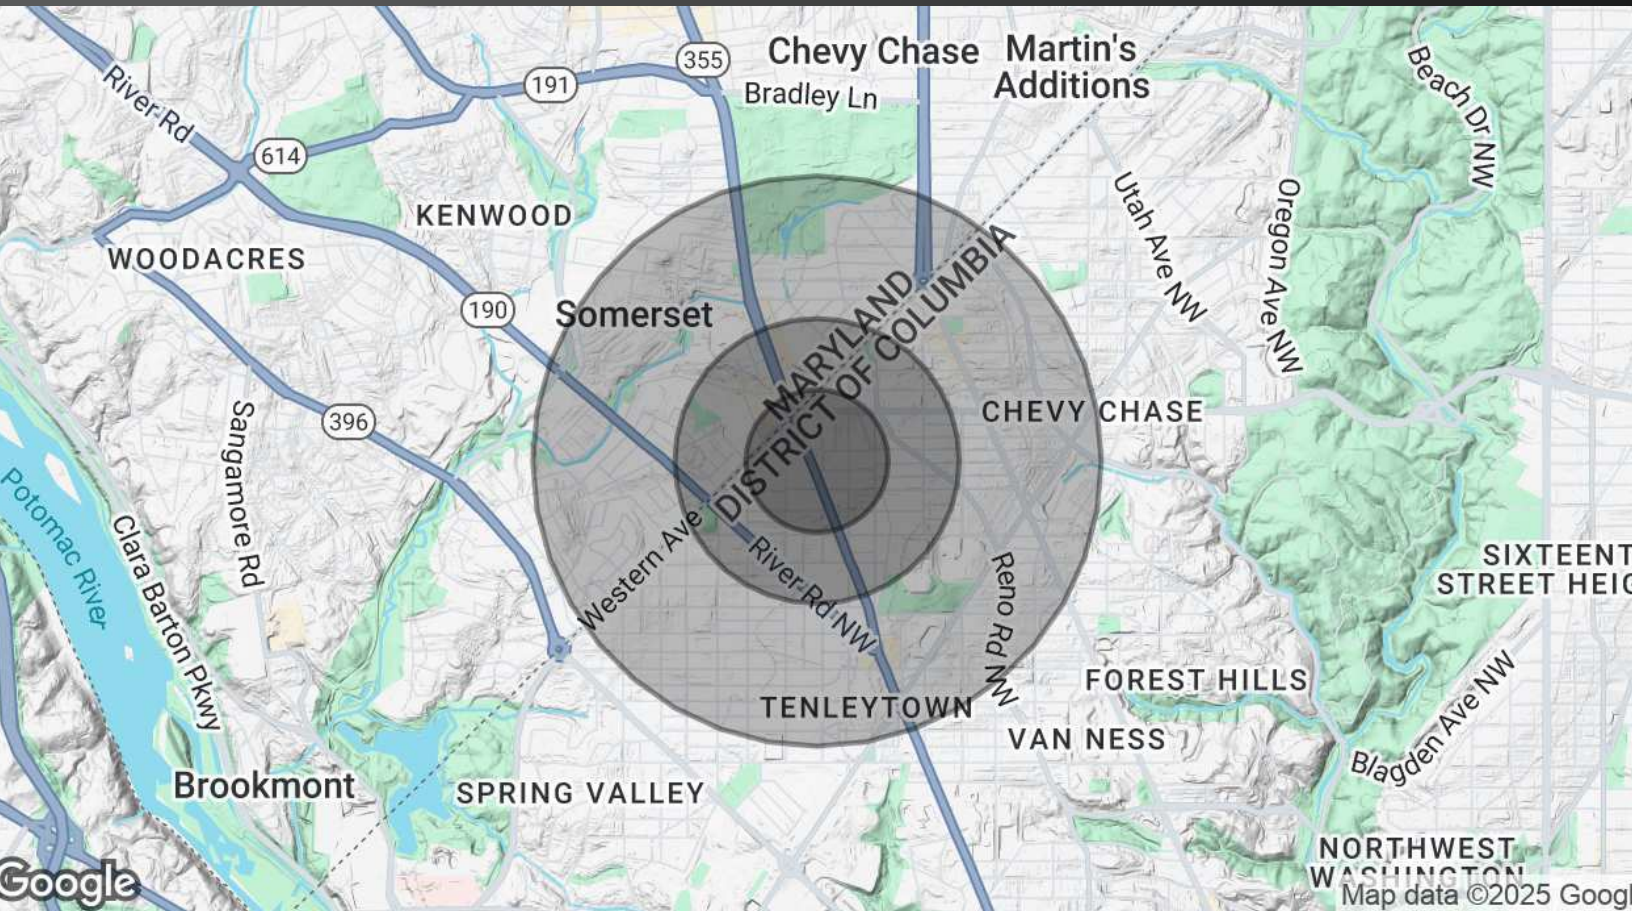 355
Chevy Chase
Martin's
Additions
191
Bradley Ln
Beach Dr NW
River Rd
614
KENWOOD
Utah Ave NW
Oregon Ave NW
WOODACRES
190
Somerset
MARYLAND
DISTRICT OF COLUMBIA
CHEVY CHASE
396
Sangamore Rd
Potomac River
Clara Barton Pkwy
Western Ave
River Rd NW
Reno Rd NW
SIXTEENT
STREET HEIG
FOREST HILLS
TENLEYTOWN
VAN NESS
Blagden Ave NW
Brookmont
SPRING VALLEY
NORTHWEST
WASHINGTON
Google
Map data ©2025 Googl